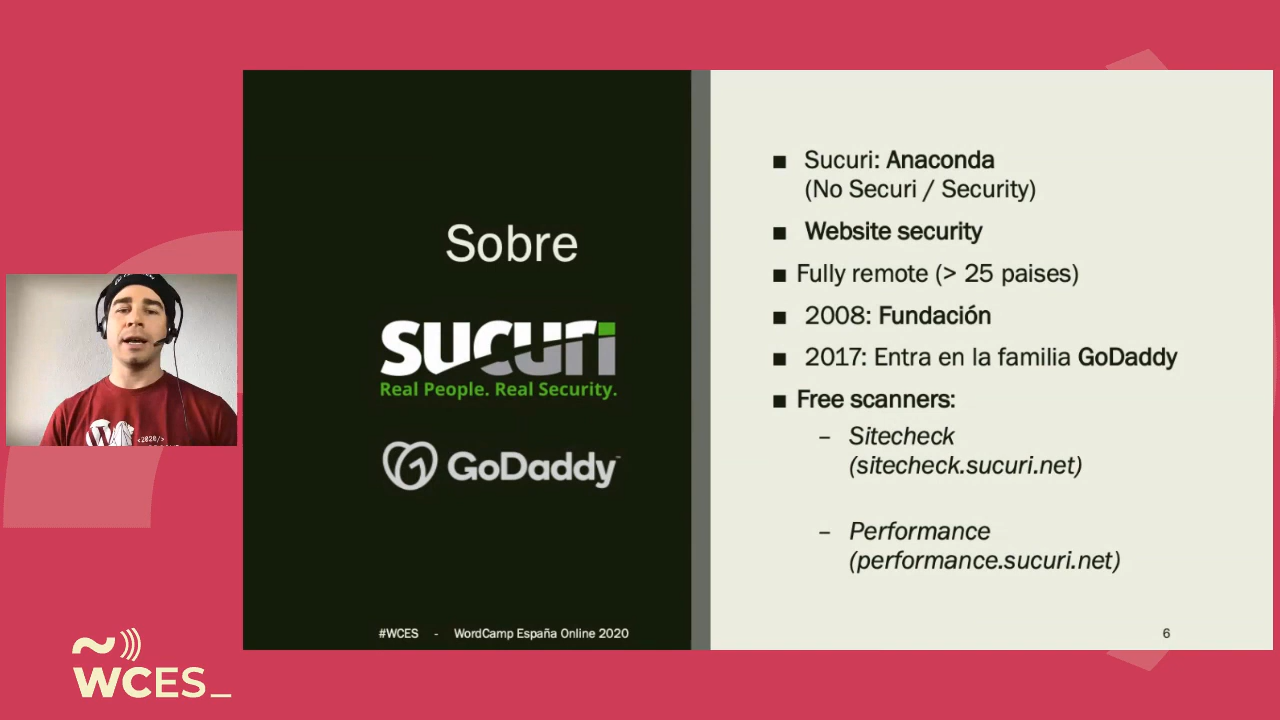 Sobre
sucuri
Real People. Real Security.
GoDaddy
#WCES - WordCamp España Online 2020
■ Sucuri: Anaconda
(No Securi / Security)
■ Website security
■ Fully remote (> 25 paises)
■ 2008: Fundación
■ 2017: Entra en la familia GoDaddy
■ Free scanners:
– Sitecheck
(sitecheck.sucuri.net)
– Performance
(performance.sucuri.net)
6
<2020/>
WCES_